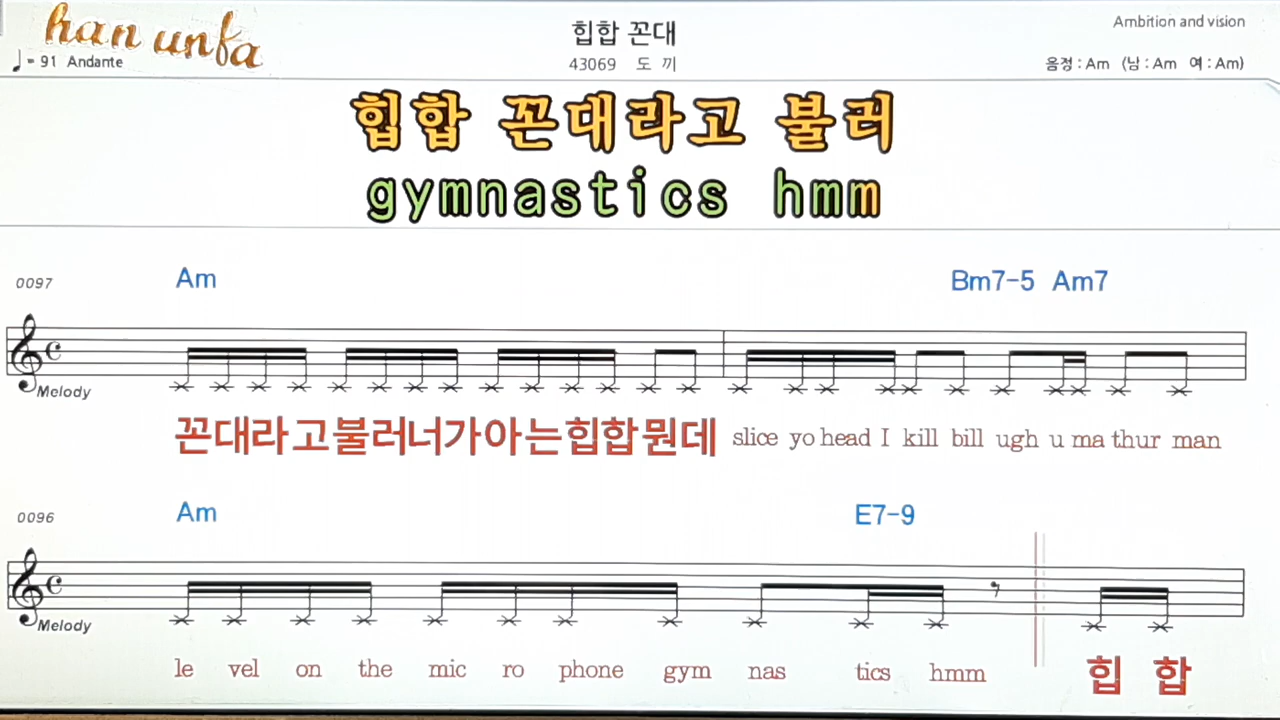 han unfa
힙합 꼰대
Ambition and vision
♩= 91 Andante
43069 도 끼
음정 : Am (남 : Am 여 : Am)
힙합 꼰대라고 불러
gymnastics hmm
0097
Am Bm7-5 Am7
Melody
꼰대라고불러너가아는힙합뭔데 slice yo head I kill bill ugh u ma thur man
0096
Am E7-9
Melody
le vel on the mic ro phone gym nas tics hmm 힙 합